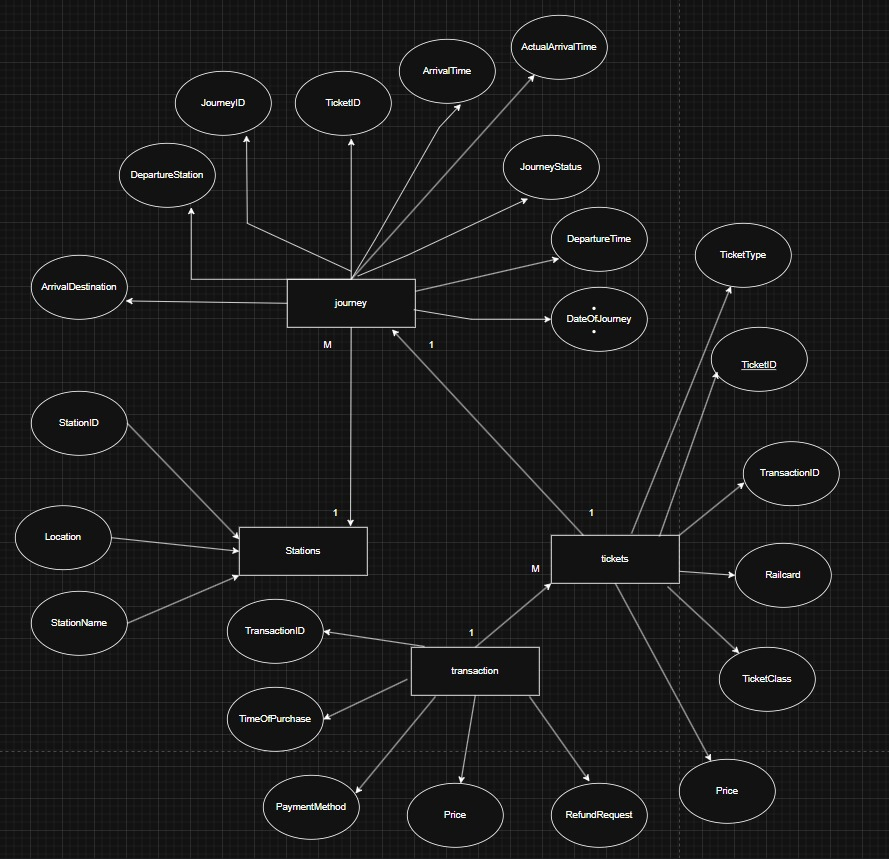 ActualArrivalTime
ArrivalTime
JourneyID
TicketID
JourneyStatus
DepartureStation
DepartureTime
TicketType
ArrivalDestination
journey
DateOfJourney
M
1
TicketID
StationID
TransactionID
1
1
Location
Stations
tickets
M
Railcard
StationName
TransactionID
1
transaction
TicketClass
TimeOfPurchase
Price
PaymentMethod
Price
RefundRequest